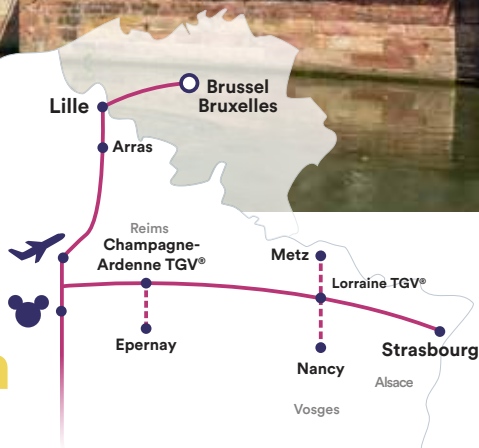 Brussel
Bruxelles
Lille
Arras
Reims
Champagne-
Ardenne TGV®
Metz
Lorraine TGV®
Epernay
Strasbourg
Nancy
Alsace
Vosges